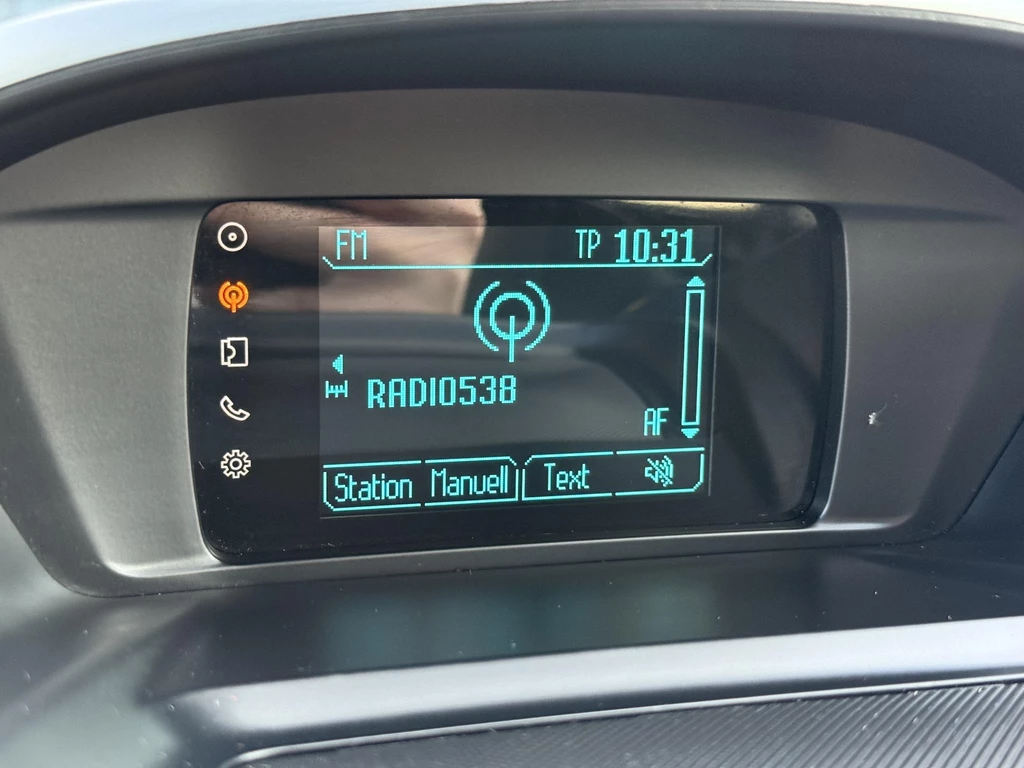 FM TP 10:31
RADIO538
AF
Station Manuell Text